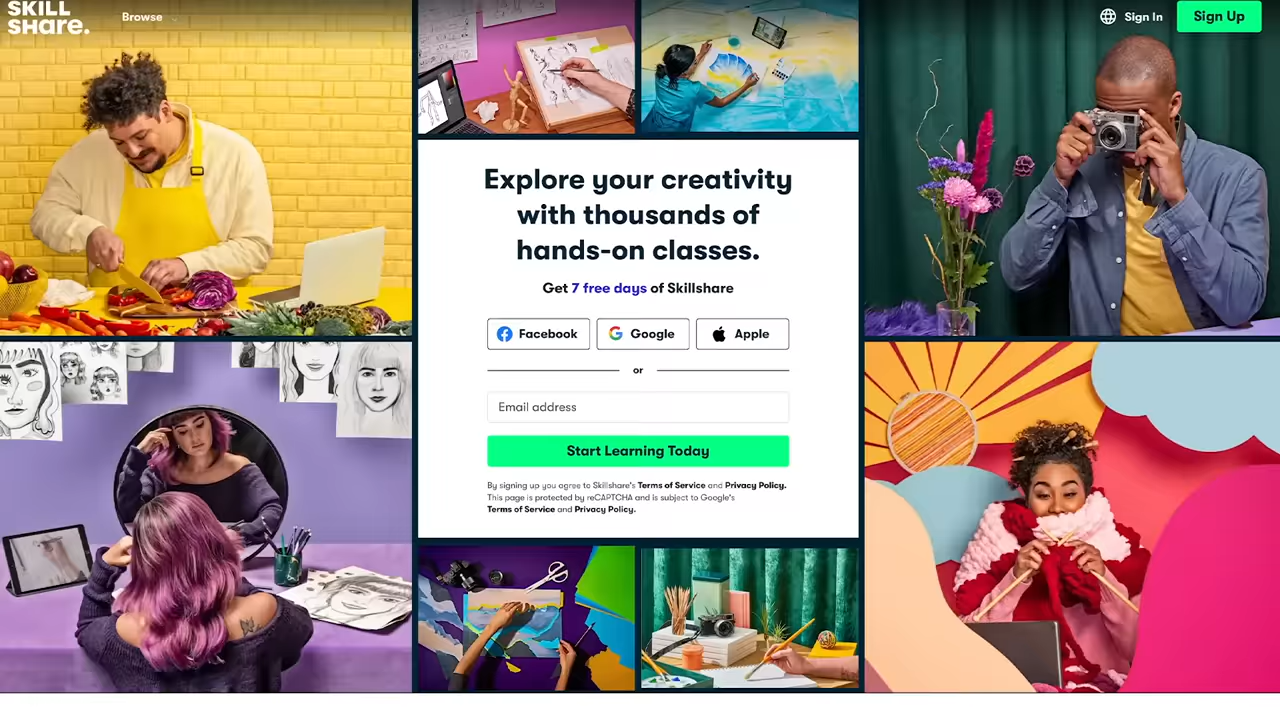 SKILL
SHare.
Browse
Sign In
Sign Up
Explore your creativity
with thousands of
hands-on classes.
Get 7 free days of Skillshare
Facebook
Google
Apple
or
Email address
Start Learning Today
By signing up you agree to Skillshare's Terms of Service and Privacy Policy.
This page is protected by reCAPTCHA and is subject to Google's
Terms of Service and Privacy Policy.